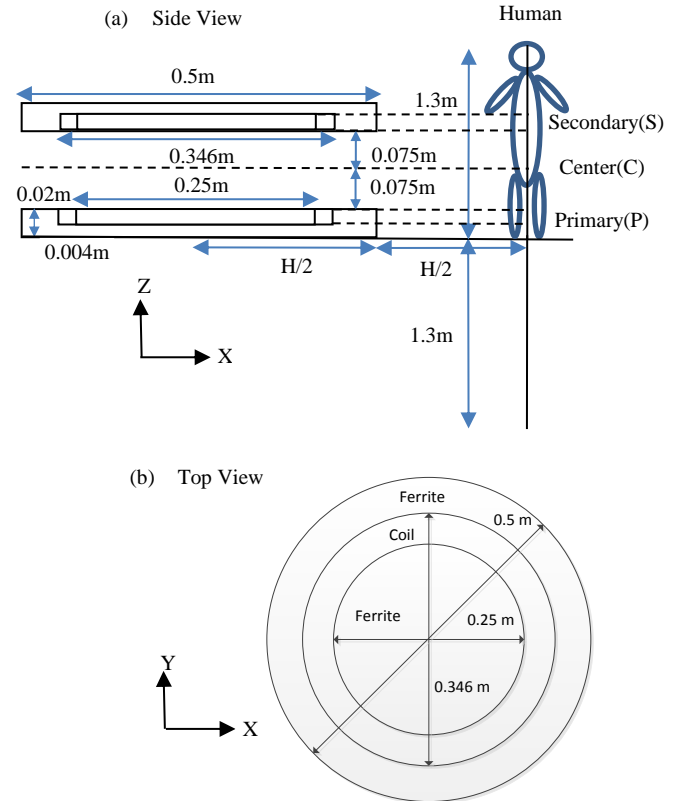 (a) Side View
Human
0.5m
1.3m
Secondary(S)
0.346m
0.075m
Center(C)
0.25m
0.075m
0.02m
Primary(P)
0.004m
H/2
H/2
Z
X
1.3m
(b) Top View
Ferrite
0.5 m
Coil
Ferrite
0.25 m
0.346 m
Y
X